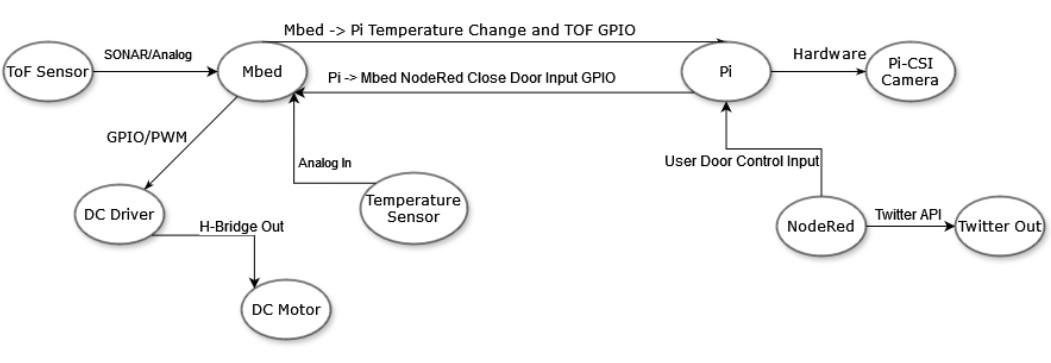 Mbed -> Pi Temperature Change and TOF GPIO
SONAR/Analog
Hardware
ToF Sensor
Mbed
Pi -> Mbed NodeRed Close Door Input GPIO
Pi
Pi-CSI
Camera
GPIO/PWM
Analog In
User Door Control Input
Temperature
Sensor
DC Driver
H-Bridge Out
NodeRed
Twitter API
Twitter Out
DC Motor